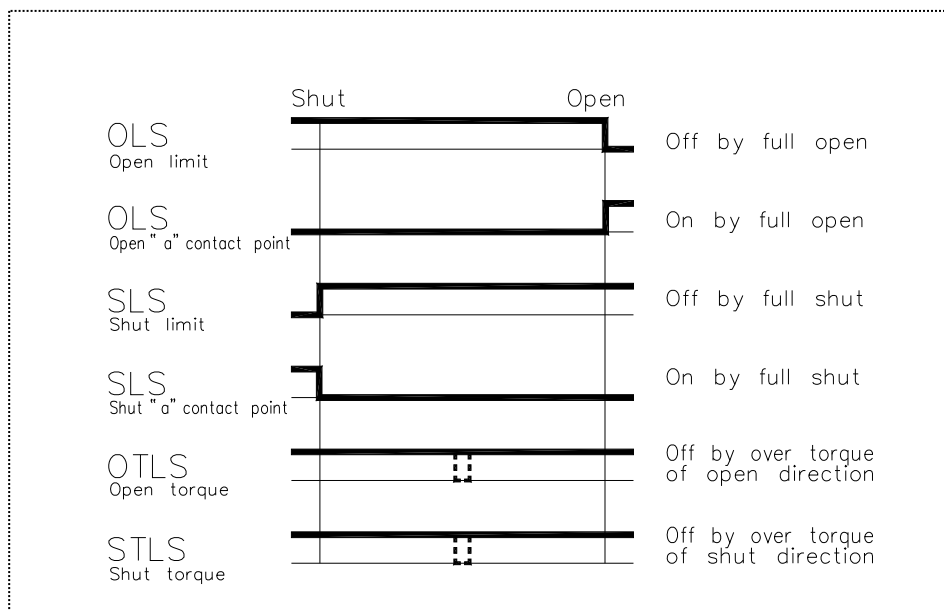 Shut Open
OLS
Open limit
Off by full open
OLS
Open "a" contact point
On by full open
SLS
Shut limit
Off by full shut
SLS
Shut "a" contact point
On by full shut
OTLS
Open torque
Off by over torque
of open direction
STLS
Shut torque
Off by over torque
of shut direction